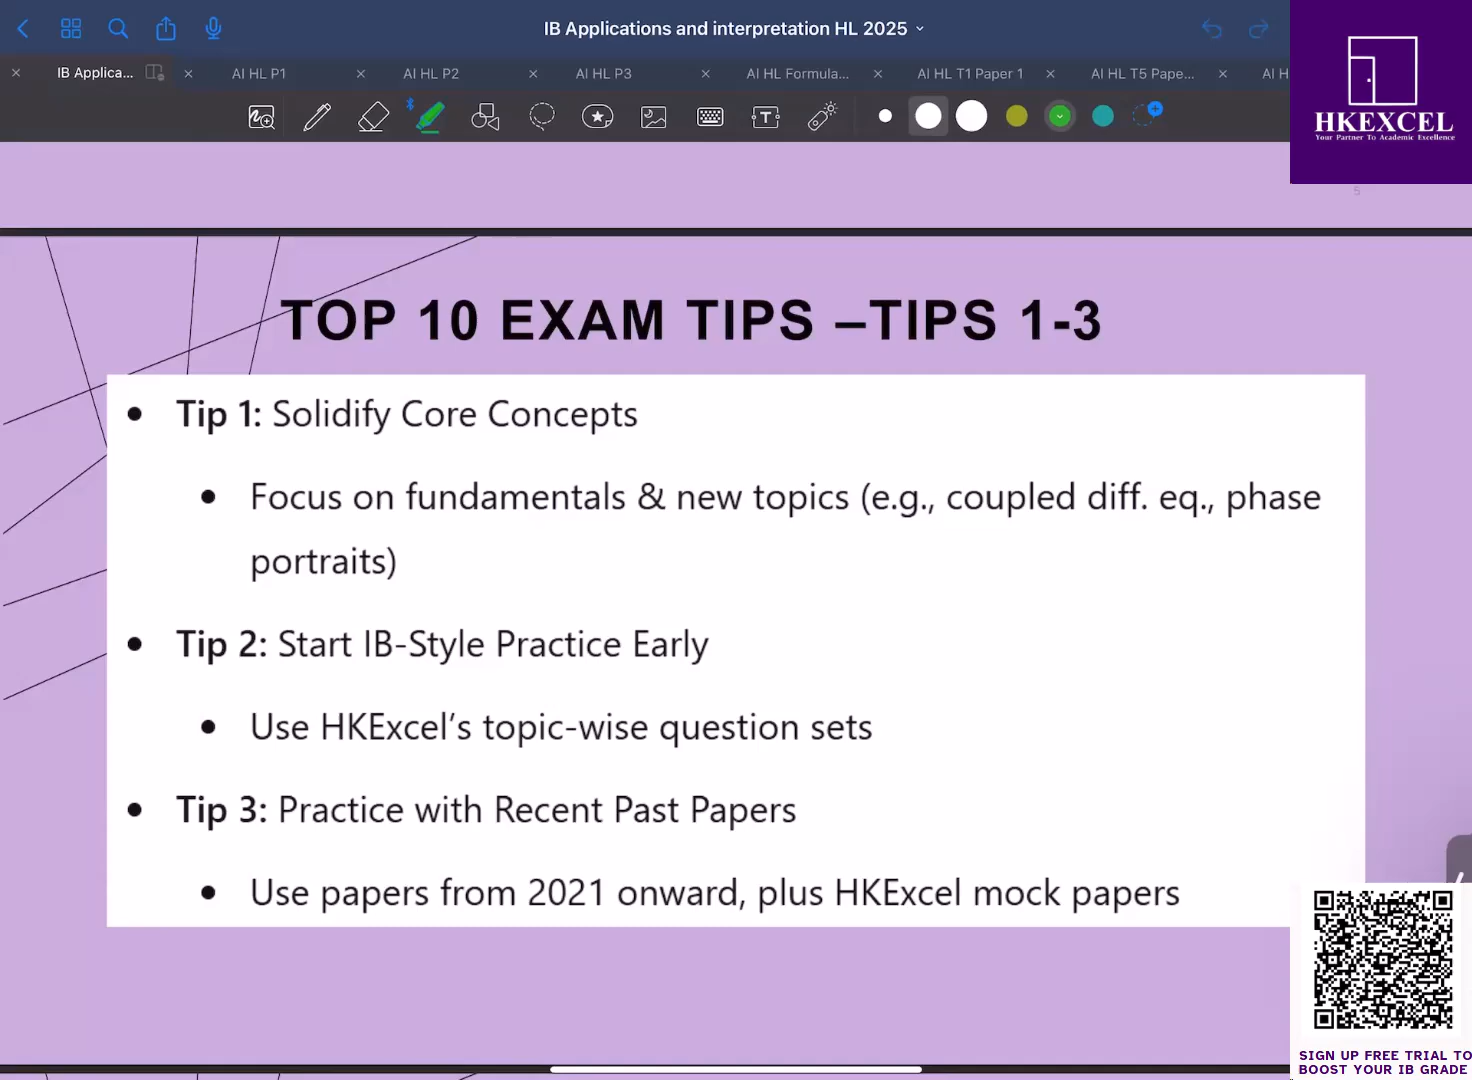 IB Applications and interpretation HL 2025
IB Applica...
AI HL P1
AI HL P2
AI HL P3
AI HL Formula...
AI HL T1 Paper 1
AI HL T5 Pape...
AI H
T
HKEXCEL
Your Partner To Academic Excellence
5
TOP 10 EXAM TIPS –TIPS 1-3
• Tip 1: Solidify Core Concepts
• Focus on fundamentals & new topics (e.g., coupled diff. eq., phase
portraits)
• Tip 2: Start IB-Style Practice Early
• Use HKExcel’s topic-wise question sets
• Tip 3: Practice with Recent Past Papers
• Use papers from 2021 onward, plus HKExcel mock papers
SIGN UP FREE TRIAL TO
BOOST YOUR IB GRADE